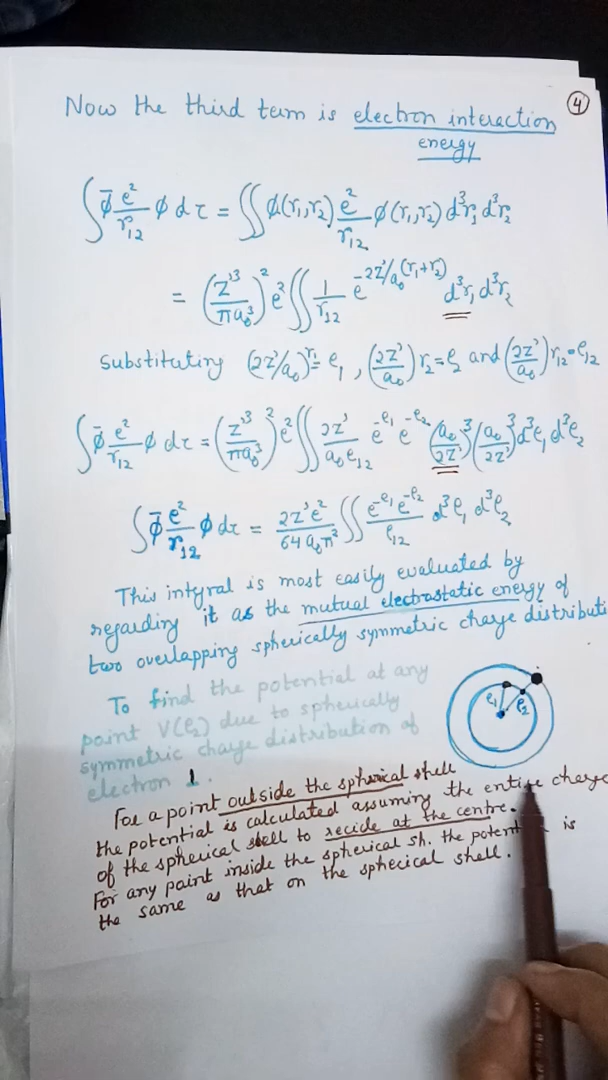 ④
Now the third term is electron interaction
energy
∫ϕ̄ e²/r₁₂ ϕ dτ = ∬ϕ(r₁,r₂) e²/r₁₂ ϕ(r₁,r₂) d³r₁ d³r₂
= (Z'³/πa₀³)² e² ∬ 1/r₁₂ e^(-2Z'/a₀ (r₁+r₂)) d³r₁ d³r₂
Substituting (2Z'/a₀)r₁ = ρ₁, (2Z'/a₀) r₂ = ρ₂ and (2Z'/a₀) r₁₂ = ρ₁₂
∫ϕ̄ e²/r₁₂ ϕ dτ = (Z'³/πa₀³)² e² ∬ 2Z'/a₀ρ₁₂ e^(-ρ₁) e^(-ρ₂) (a₀/2Z')³ (a₀/2Z')³ d³ρ₁ d³ρ₂
∫ϕ̄ e²/r₁₂ ϕ dτ = 2Z'e²/64a₀π² ∬ e^(-ρ₁) e^(-ρ₂)/ρ₁₂ d³ρ₁ d³ρ₂
This intgral is most easily evaluated by
regarding it as the mutual electrostatic energy of
two overlapping spherically symmetric charge distributi
To find the potential at any
point V(ρ₂) due to spherically
symmetric charge distribution of
electron 1.
ρ₁ ρ₂
For a point outside the spherical shell
the potential is calculated assuming the entire charge
of the spherical shell to recide at the centre.
For any point inside the spherical sh. the potent is
the same as that on the spherical shell.